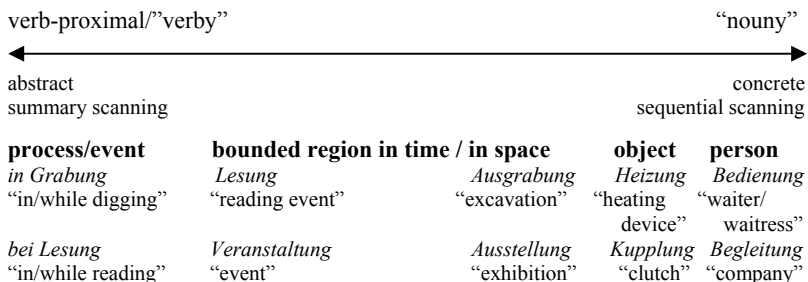 verb-proximal/”verby” “nouny”
abstract concrete
summary scanning sequential scanning
process/event bounded region in time / in space object person
in Grabung Lesung Ausgrabung Heizung Bedienung
“in/while digging” “reading event” “excavation” “heating “waiter/
device” waitress”
bei Lesung Veranstaltung Ausstellung Kupplung Begleitung
“in/while reading” “event” “exhibition” “clutch” “company”